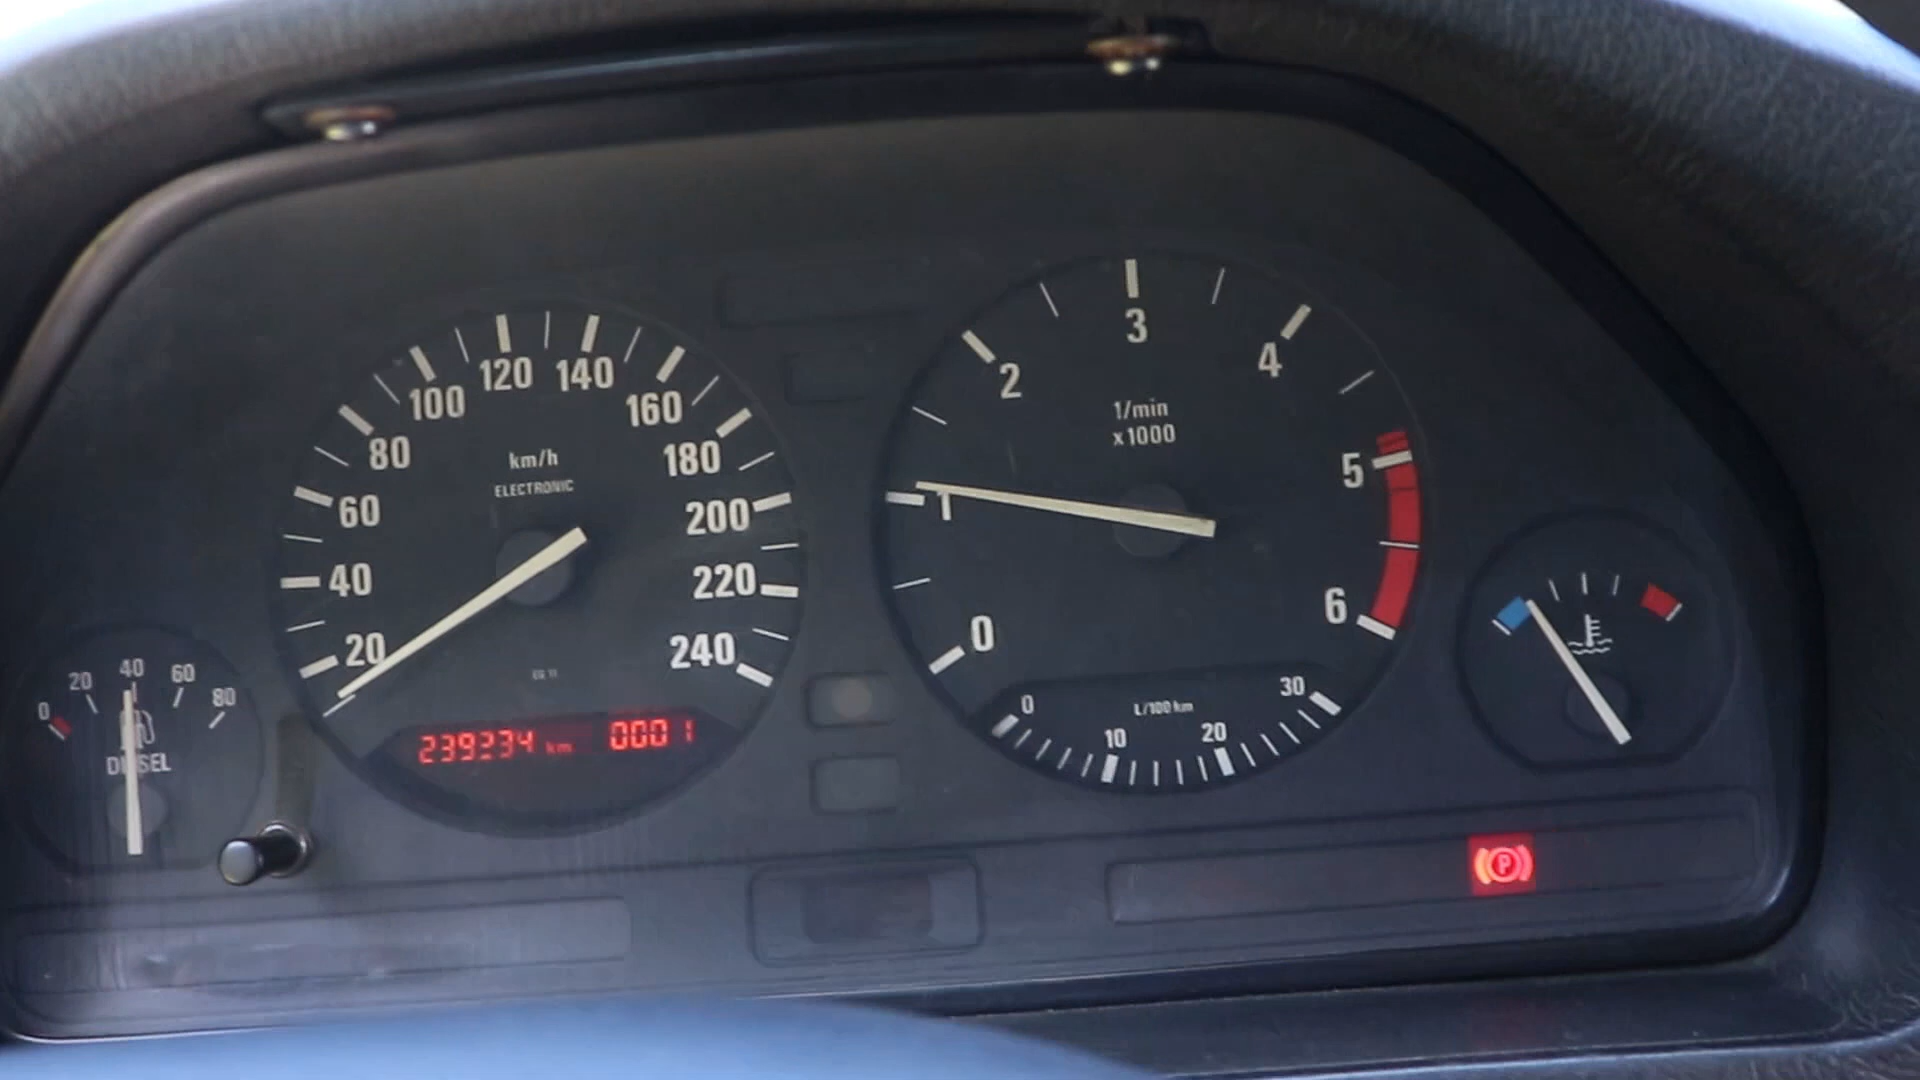 0 20 40 60 80
DIESEL
20 40 60 80 100 120 140 160 180 200 220 240
km/h
ELECTRONIC
239234 km 0001
0 1 2 3 4 5 6
1/min
x1000
0 10 20 30
L/100 km
P